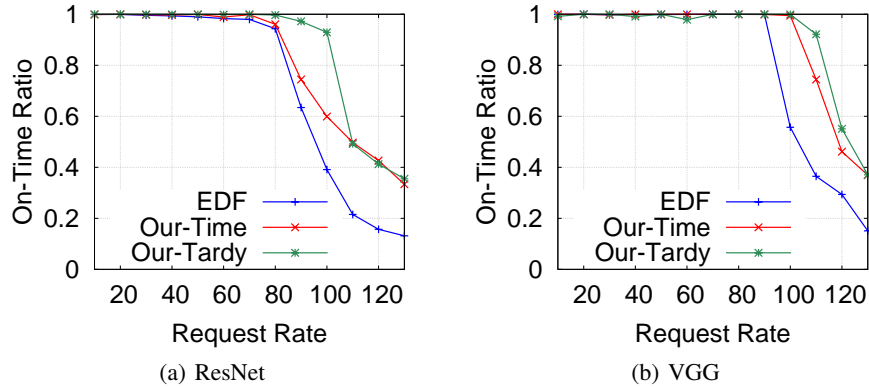 On-Time Ratio
1
0.8
0.6
0.4
0.2
0
EDF
Our-Time
Our-Tardy
20 40 60 80 100 120
Request Rate
(a) ResNet
On-Time Ratio
1
0.8
0.6
0.4
0.2
0
EDF
Our-Time
Our-Tardy
20 40 60 80 100 120
Request Rate
(b) VGG